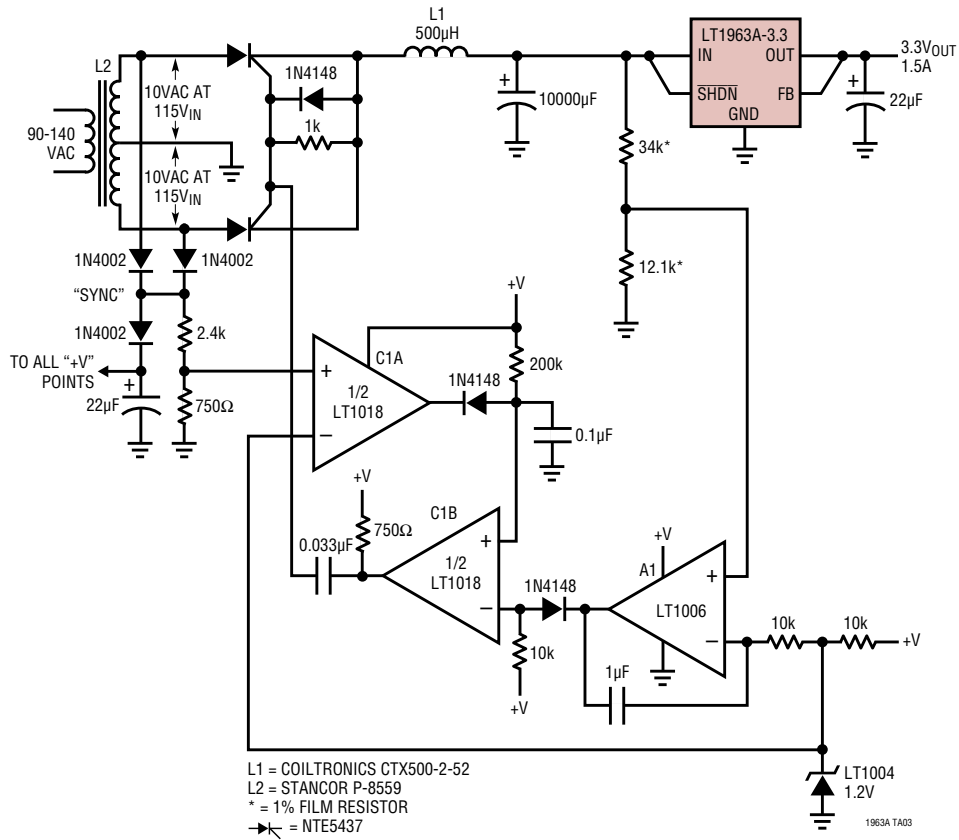 L1
500µH
LT1963A-3.3
IN
OUT
SHDN
FB
GND
3.3VOUT
1.5A
+
22µF
L2
90-140
VAC
10VAC AT
115VIN
10VAC AT
115VIN
1N4148
1k
+
10000µF
34k*
12.1k*
1N4002
1N4002
"SYNC"
1N4002
2.4k
TO ALL "+V"
POINTS
+
22µF
750Ω
+V
C1A
200k
+
1/2
LT1018
–
1N4148
0.1µF
+V
750Ω
0.033µF
C1B
+
1/2
LT1018
–
1N4148
10k
+V
+V
A1
+
LT1006
–
1µF
10k
10k
+V
LT1004
1.2V
L1 = COILTRONICS CTX500-2-52
L2 = STANCOR P-8559
* = 1% FILM RESISTOR
= NTE5437
1963A TA03